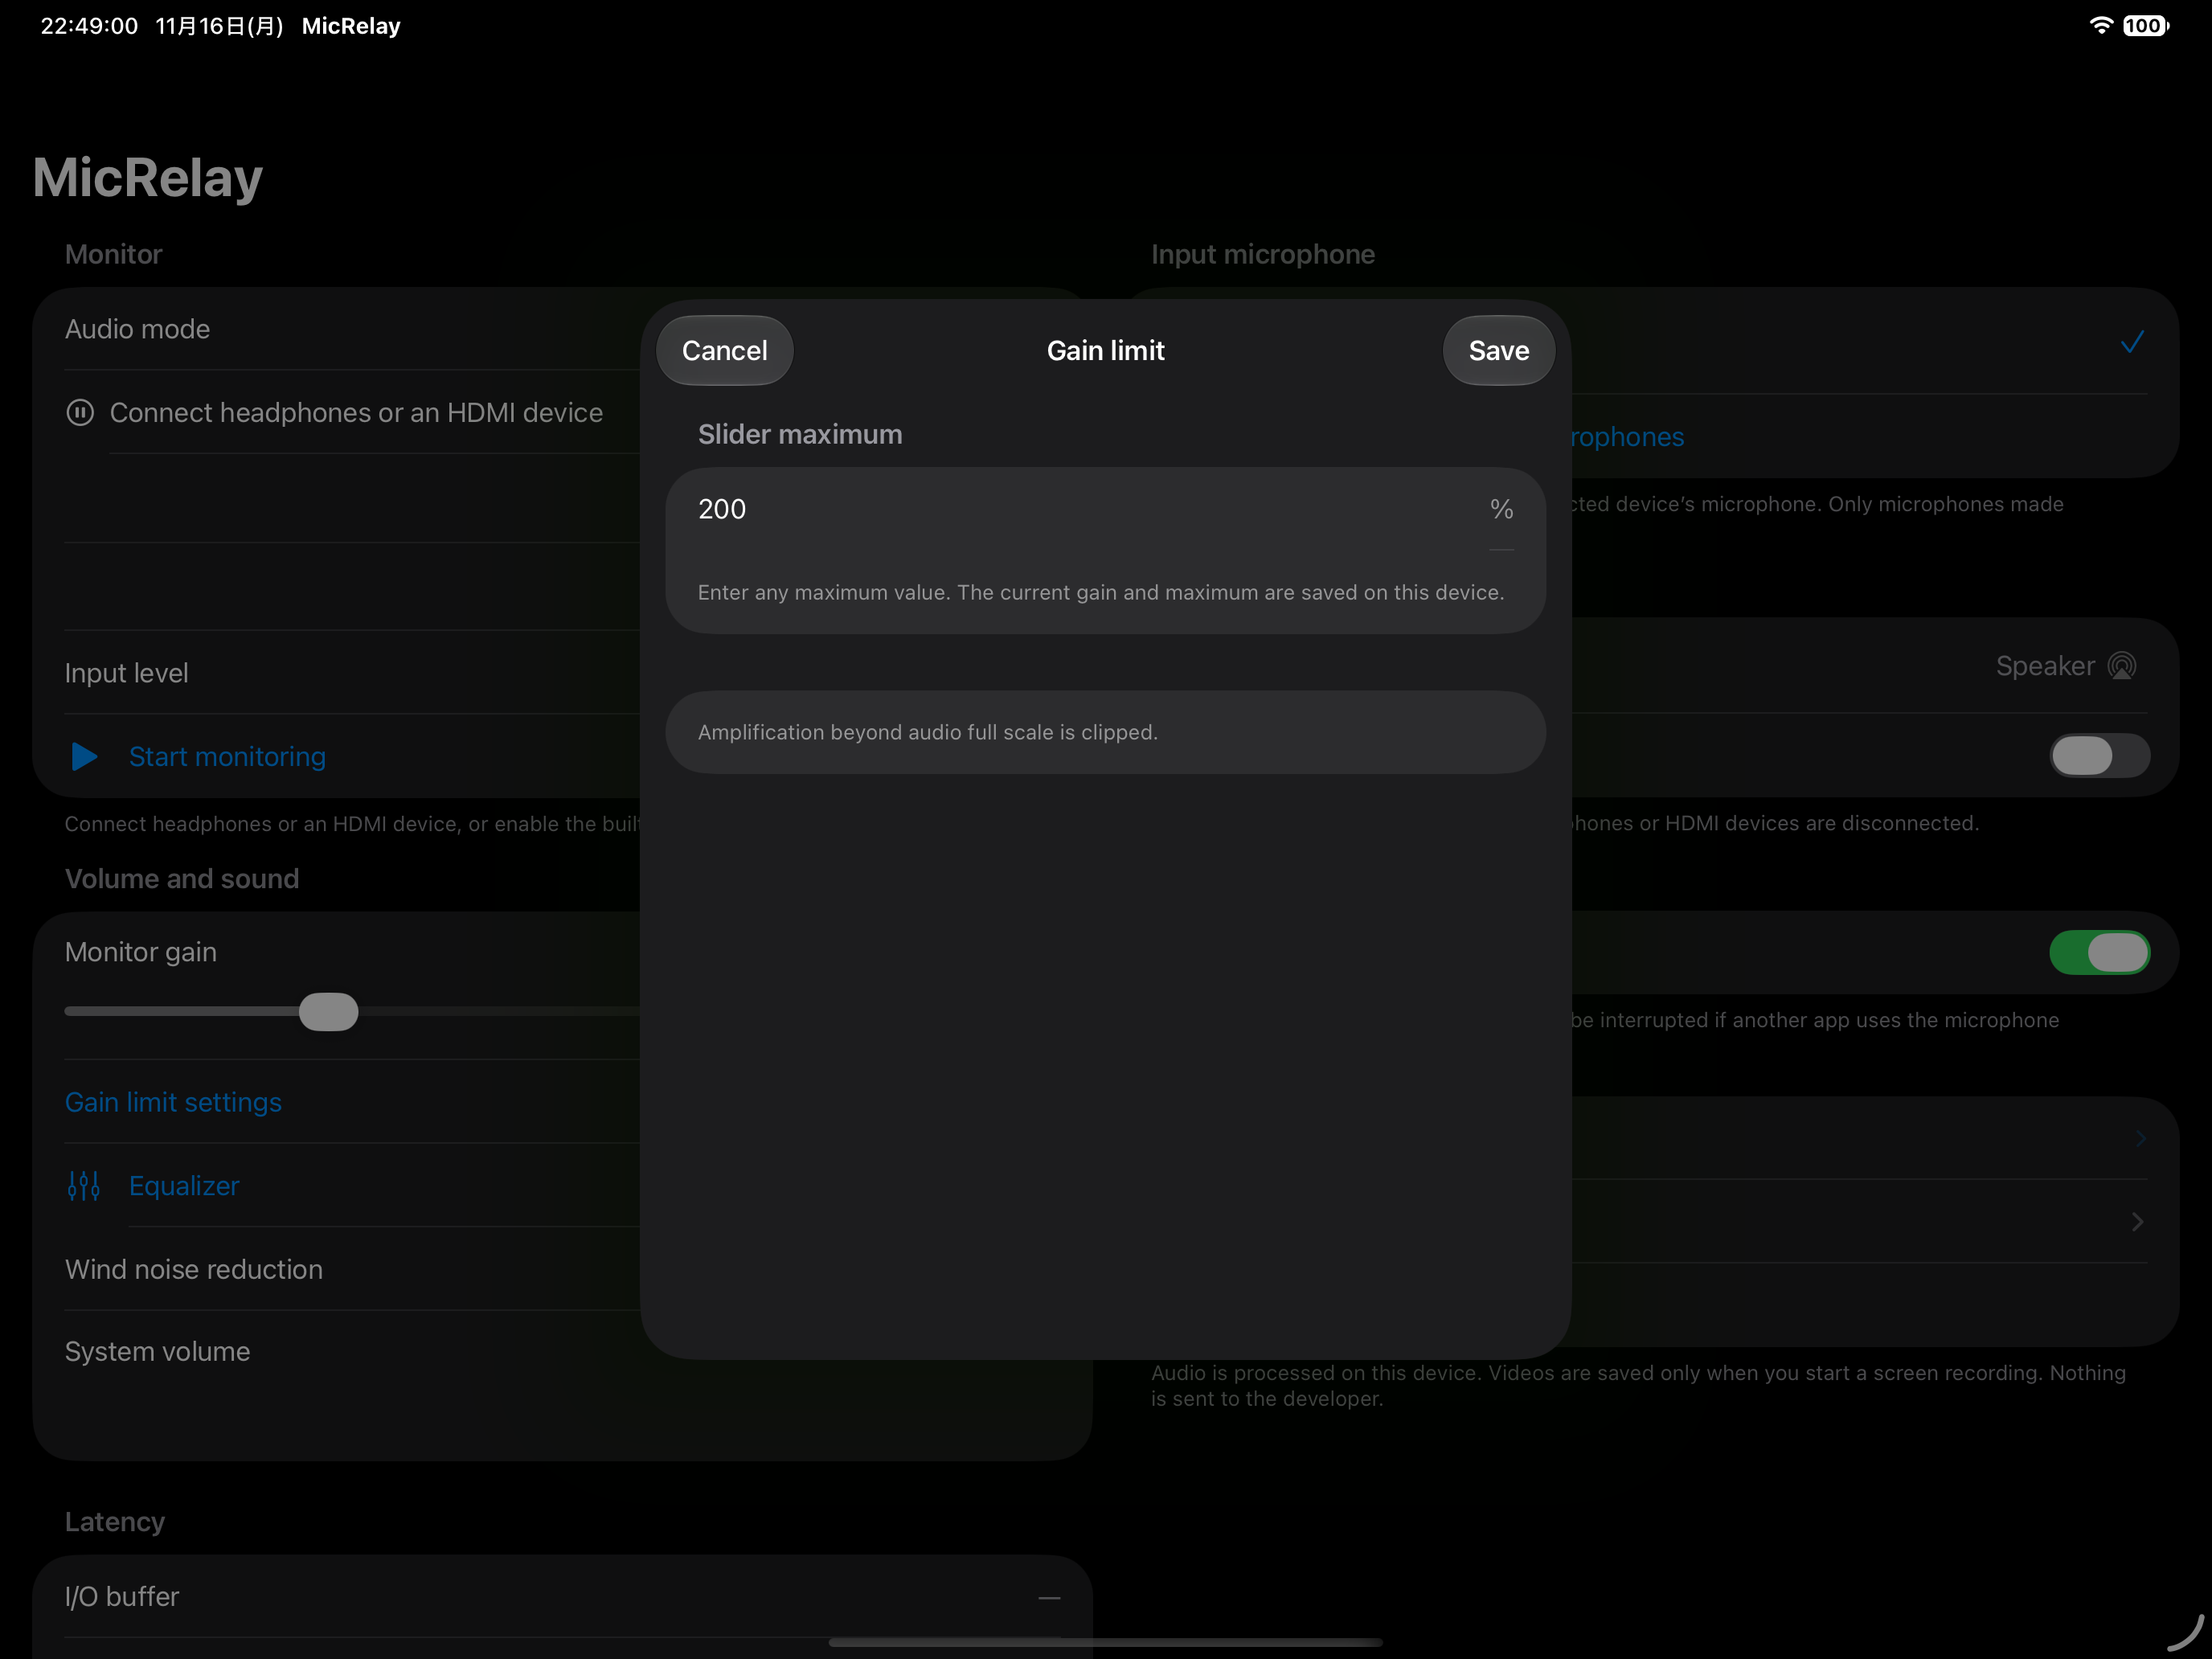 22:49:00 11月16日(月) MicRelay
100
MicRelay
Monitor
Audio mode
Connect headphones or an HDMI device
Input level
Start monitoring
Connect headphones or an HDMI device, or enable the
Volume and sound
Monitor gain
Gain limit settings
Equalizer
Wind noise reduction
System volume
Latency
I/O buffer —
Cancel Gain limit Save
Slider maximum
200 %
Enter any maximum value. The current gain and maximum are saved on this device.
Amplification beyond audio full scale is clipped.
Input microphone
device’s microphone. Only microphones made
Speaker
or HDMI devices are disconnected.
be interrupted if another app uses the microphone
Audio is processed on this device. Videos are saved only when you start a screen recording. Nothing
is sent to the developer.